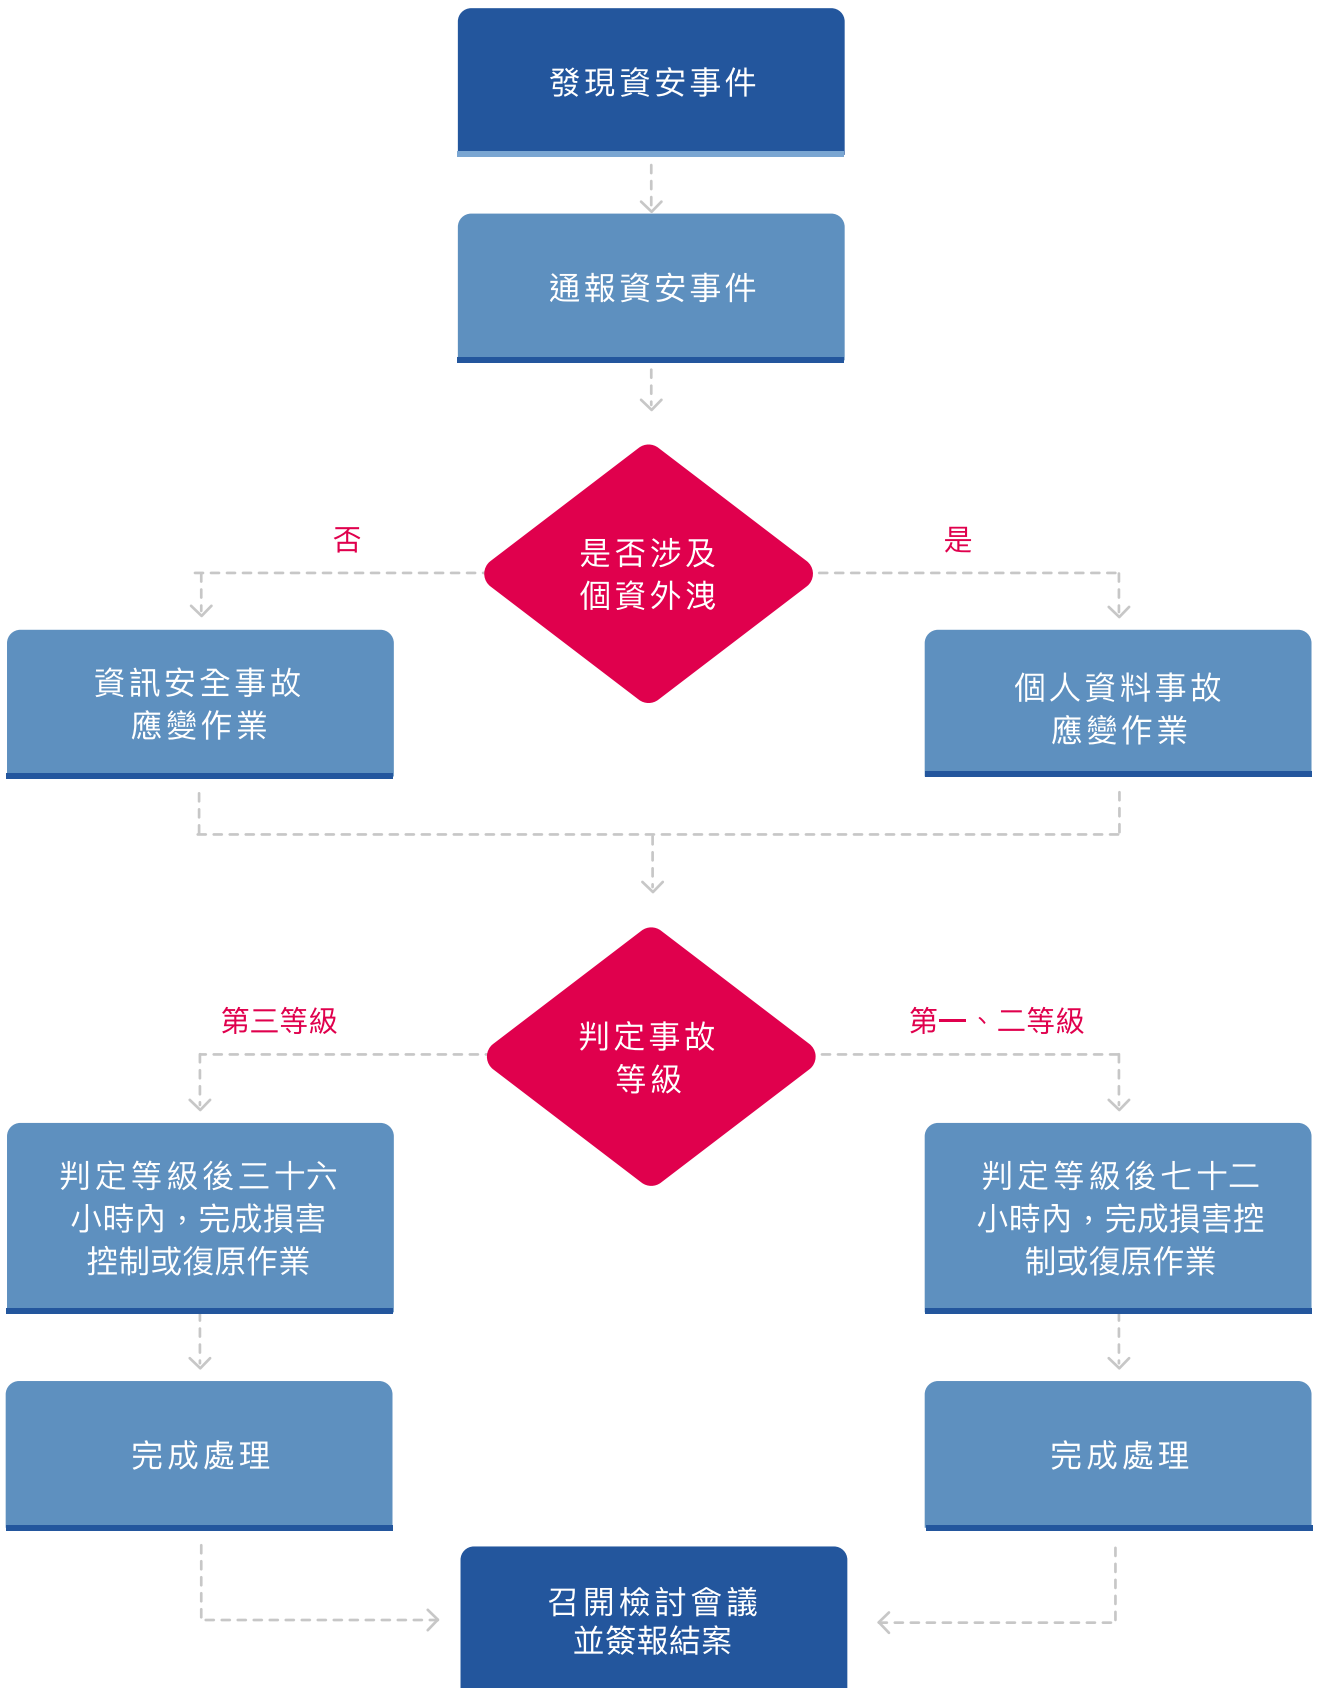 發現資安事件
通報資安事件
是否涉及
個資外洩
否
是
資訊安全事故
應變作業
個人資料事故
應變作業
判定事故
等級
第三等級
第一、二等級
判定等級後三十六
小時內，完成損害
控制或復原作業
判定等級後七十二
小時內，完成損害控
制或復原作業
完成處理
完成處理
召開檢討會議
並簽報結案